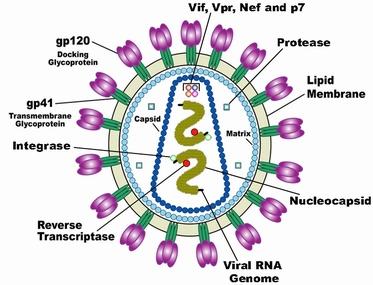 Vif, Vpr, Nef and p7
gp120
Docking
Glycoprotein
Protease
Lipid
Membrane
gp41
Transmembrane
Glycoprotein
Capsid
Matrix
Integrase
Nucleocapsid
Reverse
Transcriptase
Viral RNA
Genome